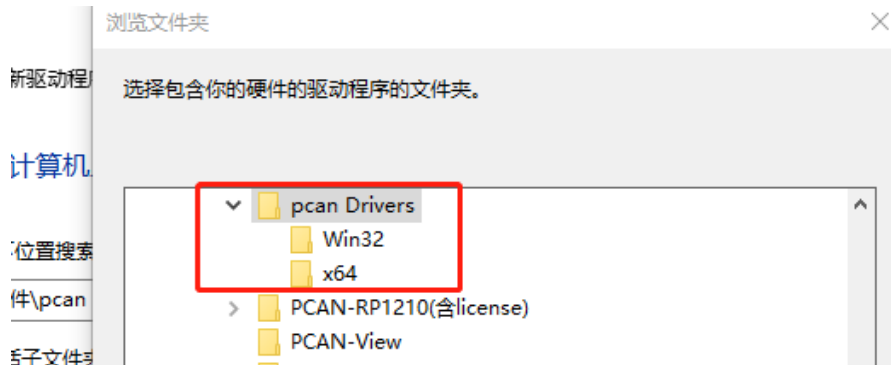 浏览文件夹
新驱动程
选择包含你的硬件的驱动程序的文件夹。
计算机
pcan Drivers
位置搜索
Win32
x64
件\pcan
PCAN-RP1210(含license)
PCAN-View
子文件夹